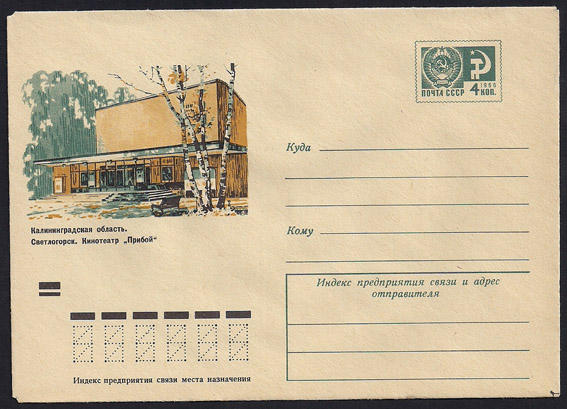 1966
ПОЧТА СССР 4 КОП.
Калининградская область.
Светлогорск. Кинотеатр „Прибой“
Куда
Кому
Индекс предприятия связи и адрес
отправителя
Индекс предприятия связи места назначения